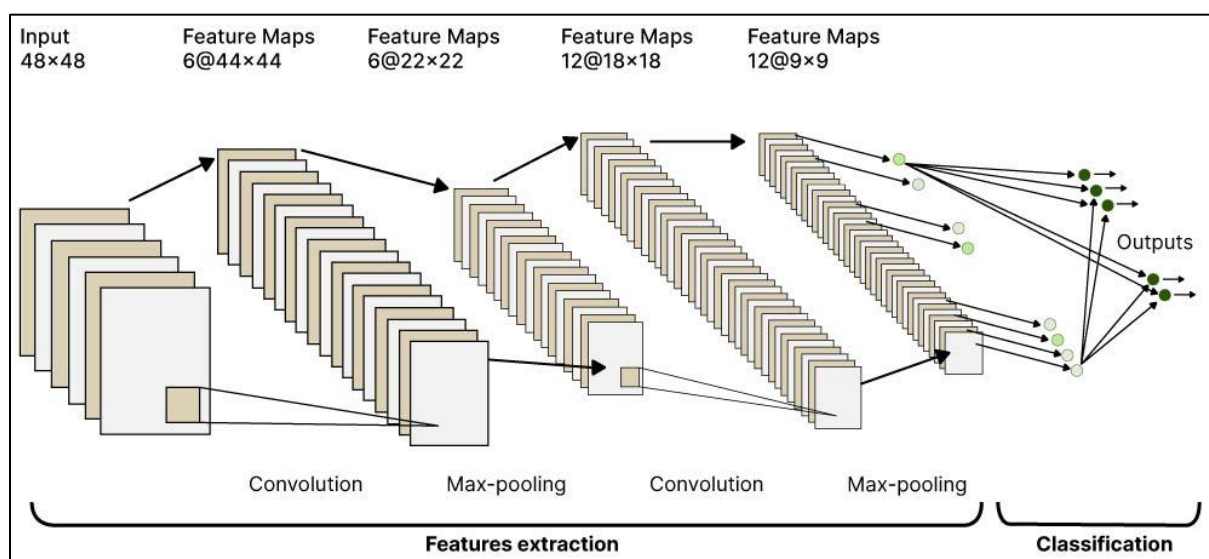 Input
48×48
Feature Maps
6@44×44
Feature Maps
6@22×22
Feature Maps
12@18×18
Feature Maps
12@9×9
Outputs
Convolution
Max-pooling
Convolution
Max-pooling
Features extraction
Classification